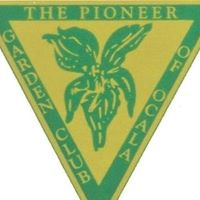 THE PIONEER
GARDEN CLUB
OF OCALA